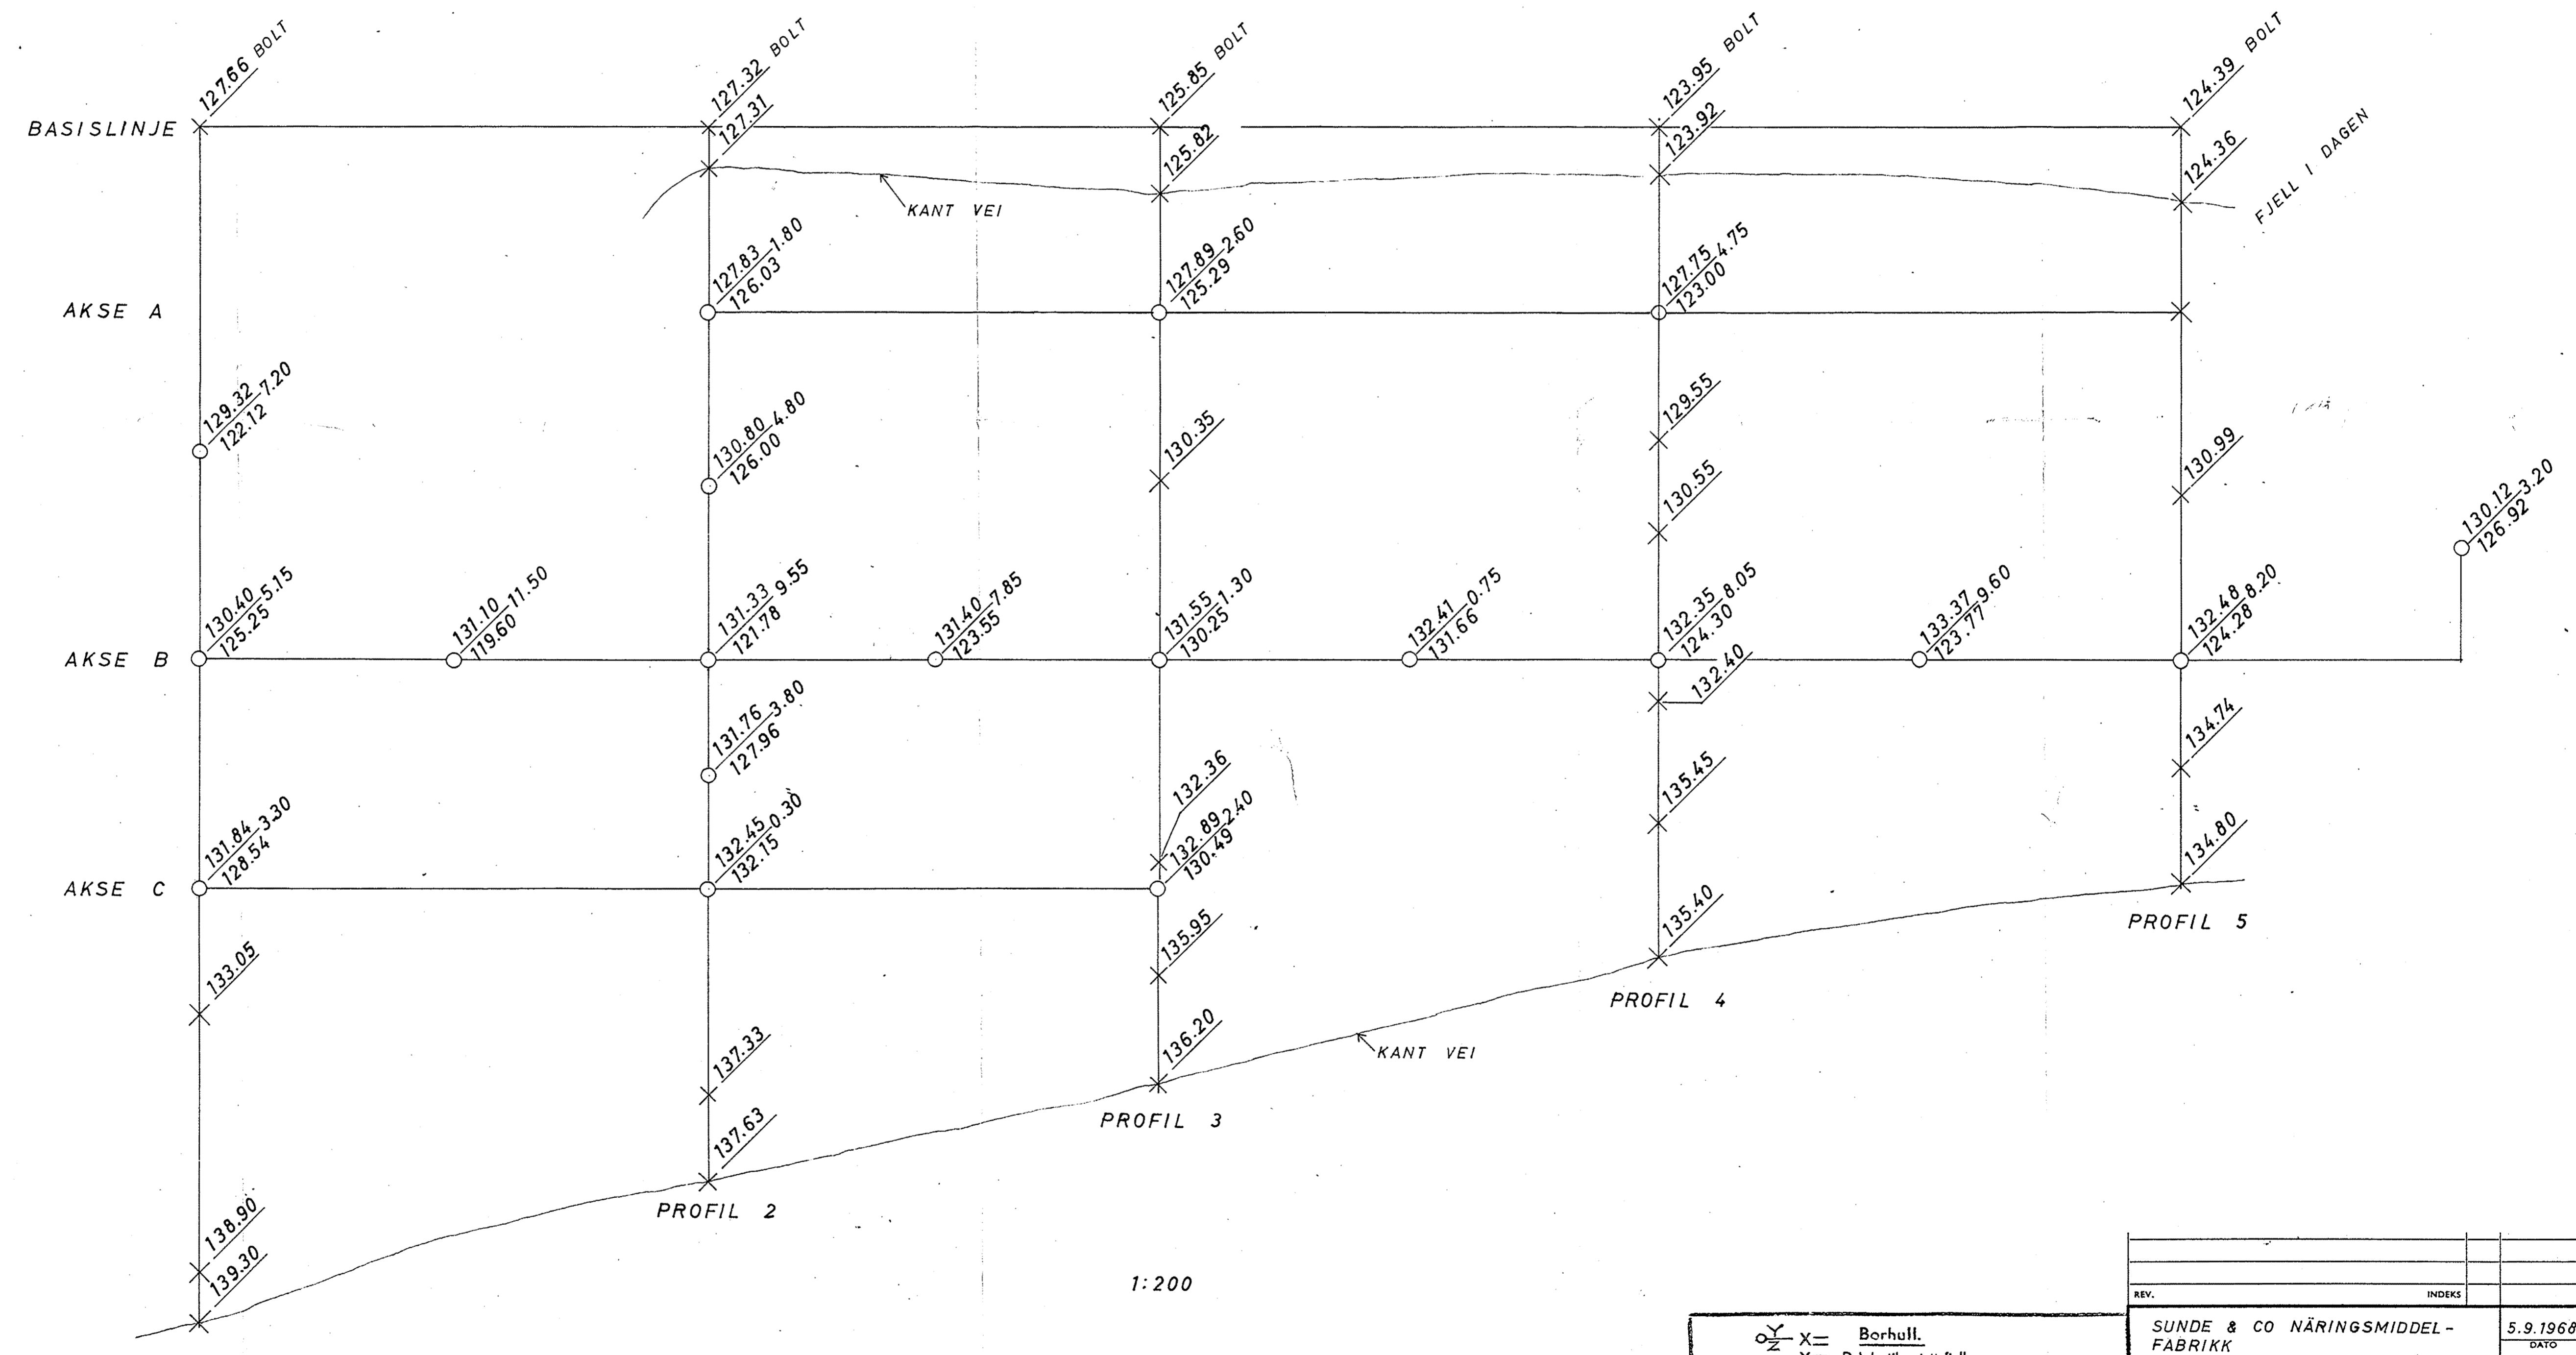 127.66 BOLT
127.32 BOLT
125.85 BOLT
123.95 BOLT
124.39 BOLT
127.31
125.82
123.92
124.36
BASISLINJE
FJELL I DAGEN
KANT VEI
127.83 1.80
126.03
127.89 2.60
125.29
127.75 4.75
123.00
AKSE A
129.32 7.20
122.12
130.80 4.80
126.00
130.35
129.55
130.55
130.99
130.12 3.20
126.92
130.40 5.15
125.25
131.10 11.50
119.60
131.33 9.55
121.78
131.40 7.85
123.55
131.55 1.30
130.25
132.41 0.75
131.66
132.35 8.05
124.30
133.37 9.60
123.77
132.48 8.20
124.28
AKSE B
132.40
131.76 3.80
127.96
132.36
135.45
134.74
131.84 3.30
128.54
132.45 0.30
132.15
132.89 2.40
130.49
134.80
AKSE C
135.95
135.40
PROFIL 5
133.05
PROFIL 4
137.33
136.20
KANT VEI
PROFIL 3
137.63
PROFIL 2
138.90
139.30
1:200
REV. INDEKS
Y X= Borhull.
Z
SUNDE & CO NÄRINGSMIDDEL-
FABRIKK
5.9.1968
DATO